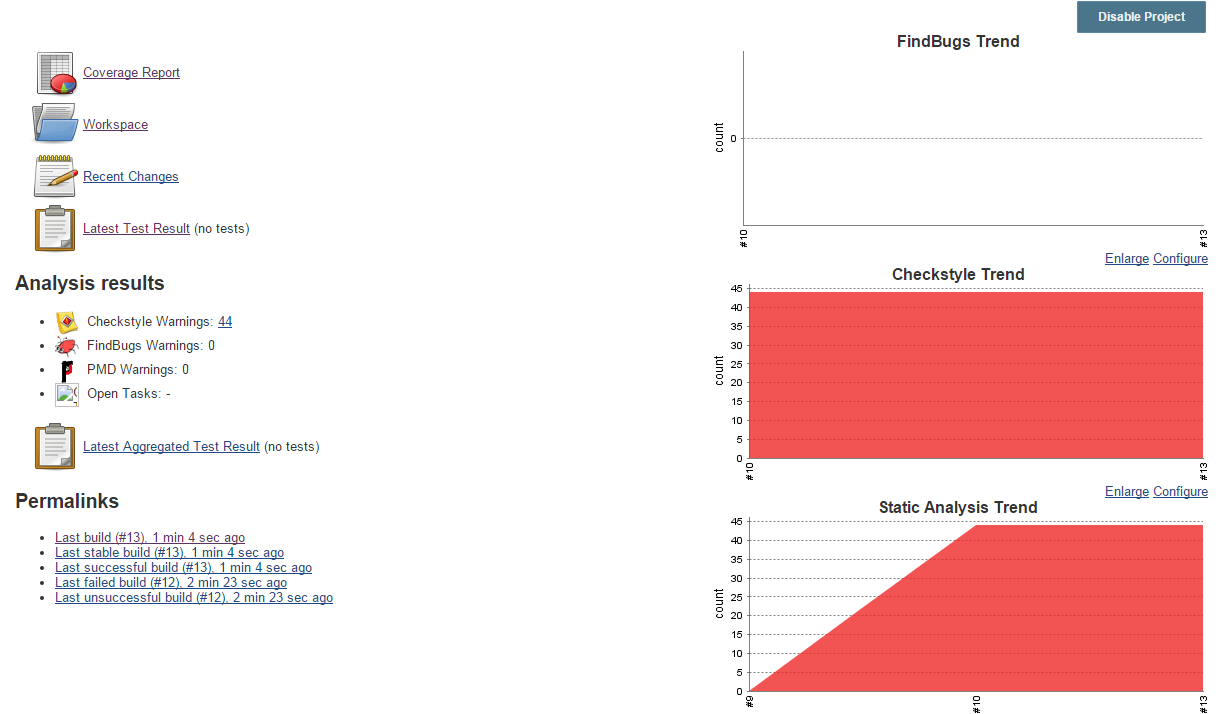 Disable Project
Coverage Report
Workspace
Recent Changes
Latest Test Result (no tests)
Analysis results
Checkstyle Warnings: 44
FindBugs Warnings: 0
PMD Warnings: 0
Open Tasks: -
Latest Aggregated Test Result (no tests)
Permalinks
Last build (#13), 1 min 4 sec ago
Last stable build (#13), 1 min 4 sec ago
Last successful build (#13), 1 min 4 sec ago
Last failed build (#12), 2 min 23 sec ago
Last unsuccessful build (#12), 2 min 23 sec ago
FindBugs Trend
count
0
#10
#13
Enlarge Configure
Checkstyle Trend
count
45
40
35
30
25
20
15
10
5
0
#10
#13
Enlarge Configure
Static Analysis Trend
count
45
40
35
30
25
20
15
10
5
0
#9
#10
#13